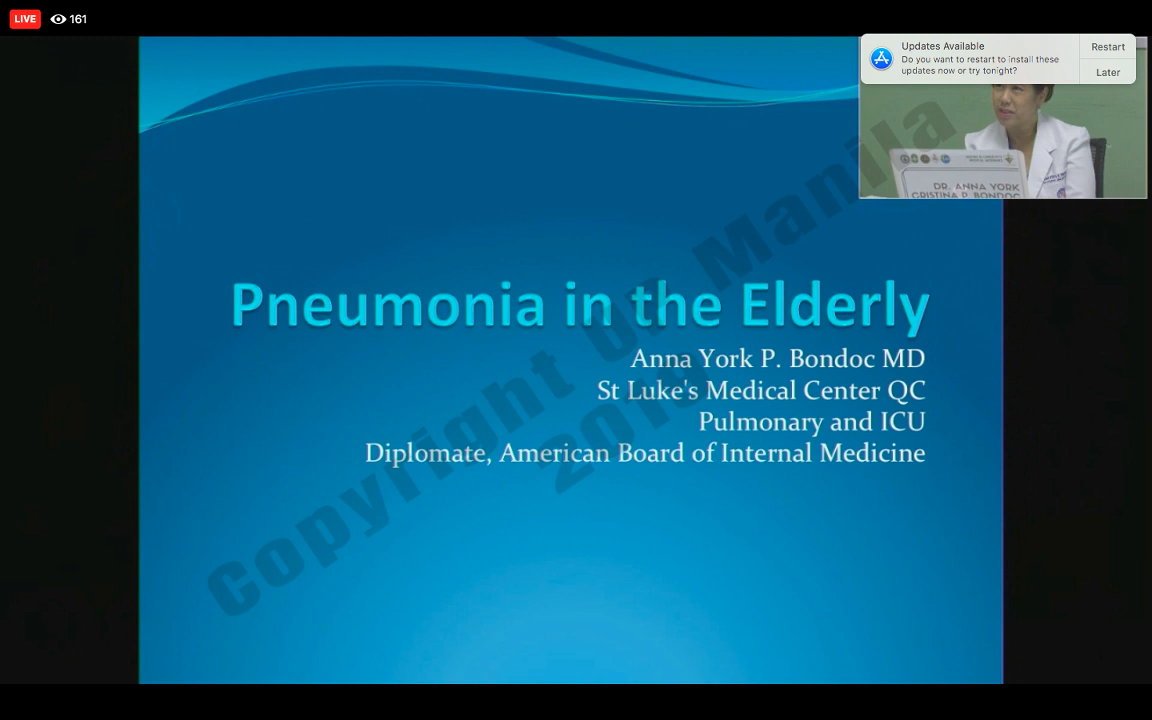 LIVE 161
Updates Available
Do you want to restart to install these
updates now or try tonight?
Restart
Later
DR. ANNA YORK
CRISTINA P. BONDOC
Pneumonia in the Elderly
Anna York P. Bondoc MD
St Luke's Medical Center QC
Pulmonary and ICU
Diplomate, American Board of Internal Medicine
Copyright UP Manila
2019